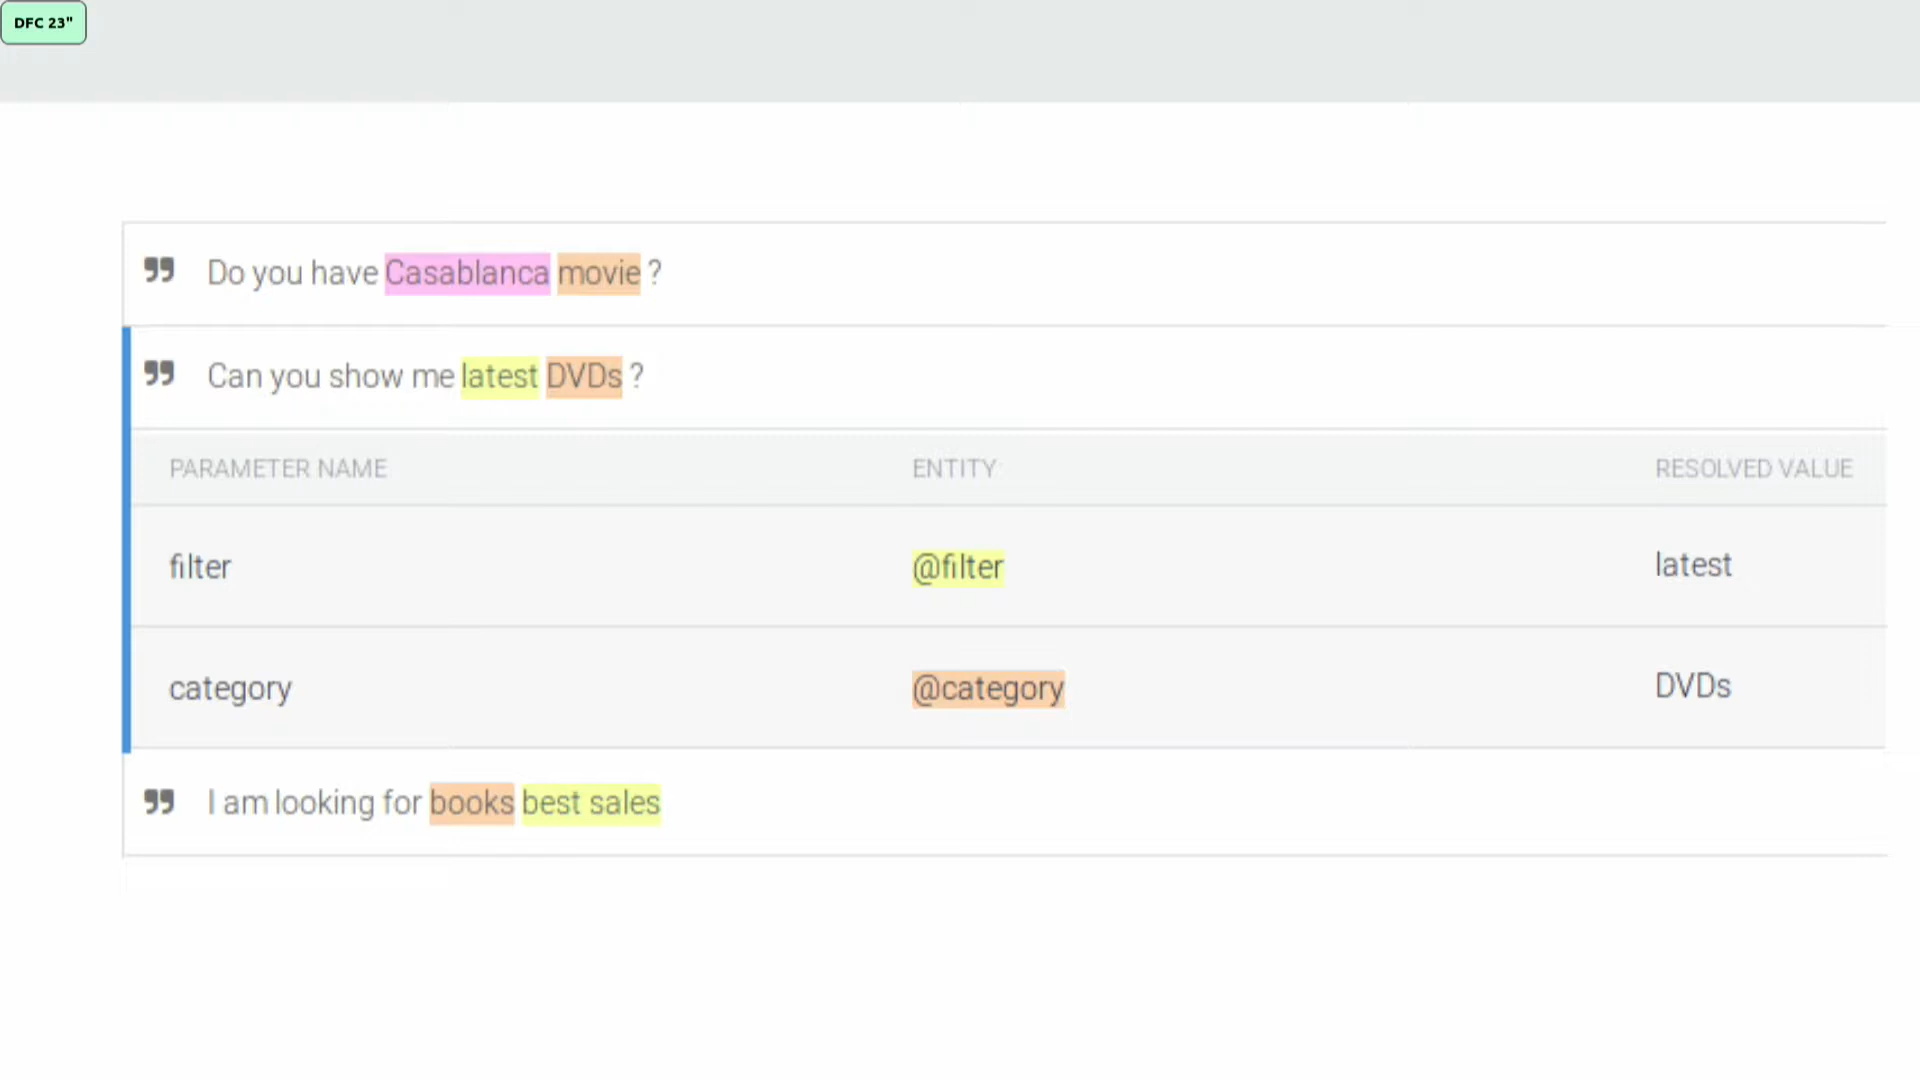 DFC 23"
Do you have Casablanca movie ?
Can you show me latest DVDs ?
PARAMETER NAME ENTITY RESOLVED VALUE
filter @filter latest
category @category DVDs
I am looking for books best sales